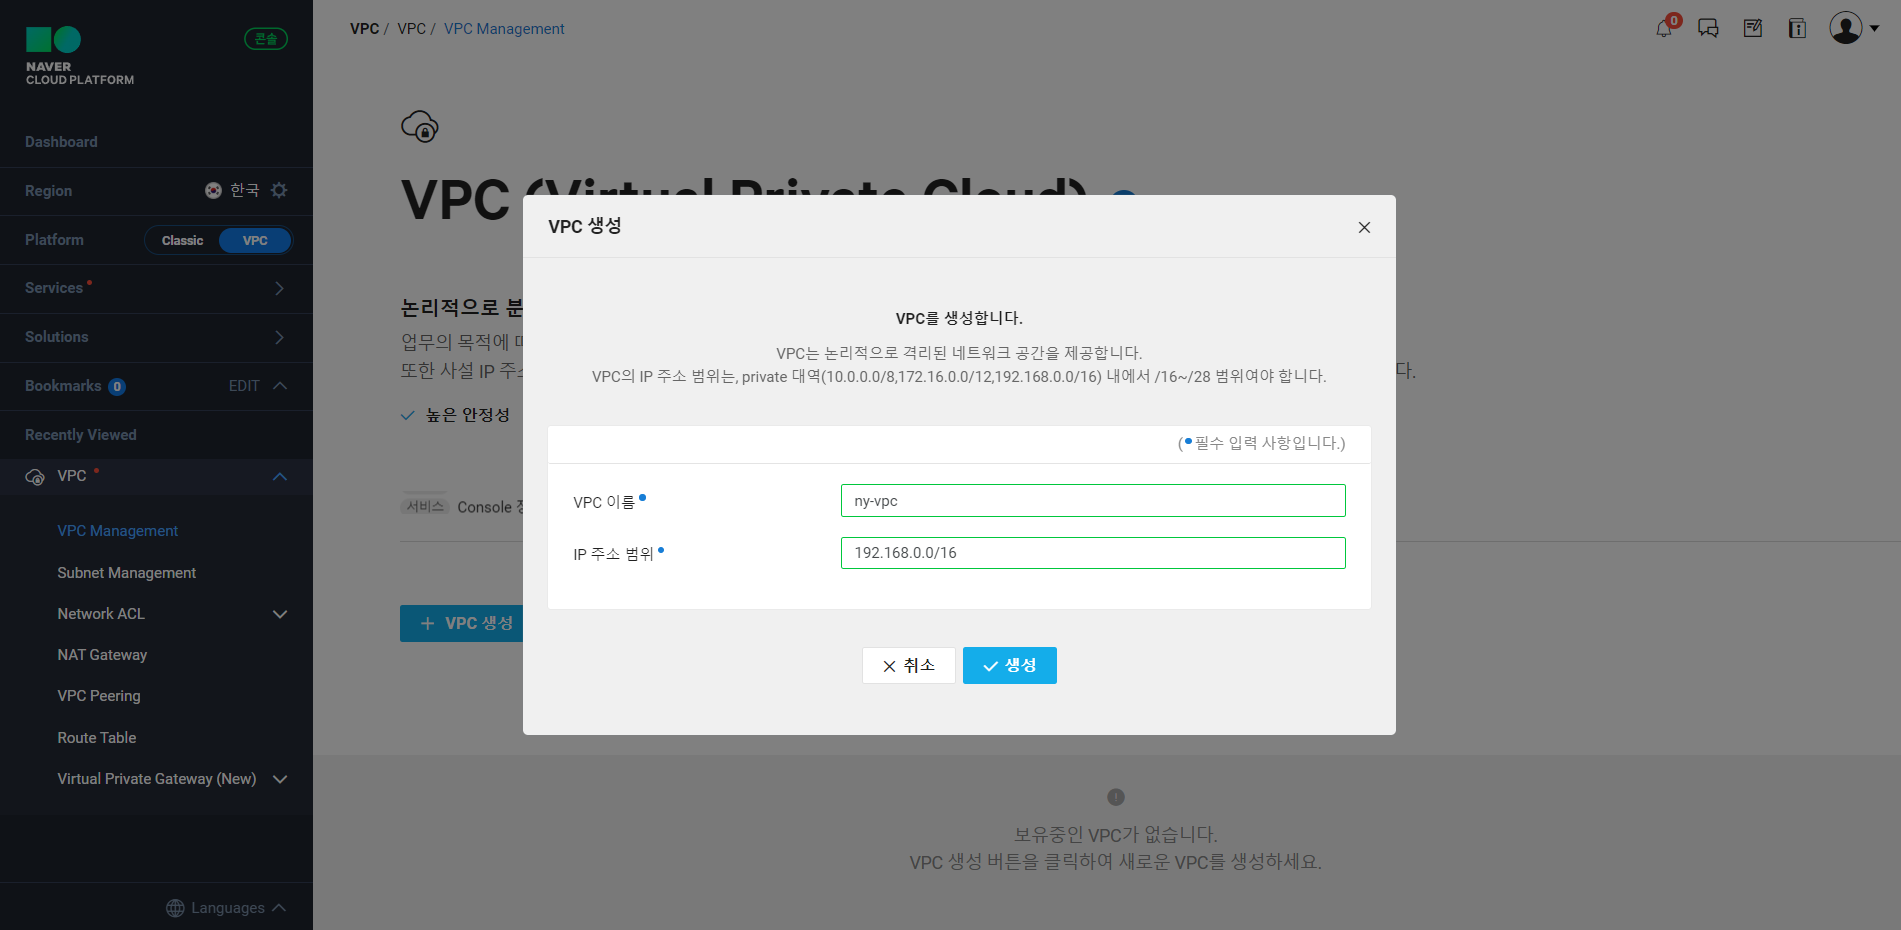 NAVER
CLOUD PLATFORM
콘솔
Dashboard
Region 한국
Platform Classic VPC
Services
Solutions
Bookmarks 0 EDIT
Recently Viewed
VPC
VPC Management
Subnet Management
Network ACL
NAT Gateway
VPC Peering
Route Table
Virtual Private Gateway (New)
Languages
VPC / VPC / VPC Management
0
VPC (Virtual Private Cloud)
논리적으로 분
업무의 목적에
또한 사설 IP 주
다.
높은 안정성
서비스 Console
+ VPC 생성
VPC 생성
VPC를 생성합니다.
VPC는 논리적으로 격리된 네트워크 공간을 제공합니다.
VPC의 IP 주소 범위는, private 대역(10.0.0.0/8,172.16.0.0/12,192.168.0.0/16) 내에서 /16~/28 범위여야 합니다.
(•필수 입력 사항입니다.)
VPC 이름• ny-vpc
IP 주소 범위• 192.168.0.0/16
취소 생성
보유중인 VPC가 없습니다.
VPC 생성 버튼을 클릭하여 새로운 VPC를 생성하세요.